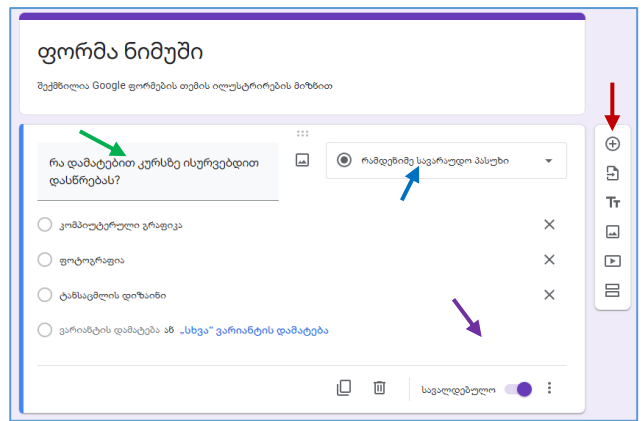 ფორმა ნიმუში
შექმნილია Google ფორმების თემის ილუსტრირების მიზნით
რა დამატებით კურსზე ისურვებდით
დასწრებას?
რამდენიმე სავარაუდო პასუხი
კომპიუტერული გრაფიკა
ფოტოგრაფია
ტანსაცმლის დიზაინი
ვარიანტის დამატება ან „სხვა“ ვარიანტის დამატება
სავალდებულო